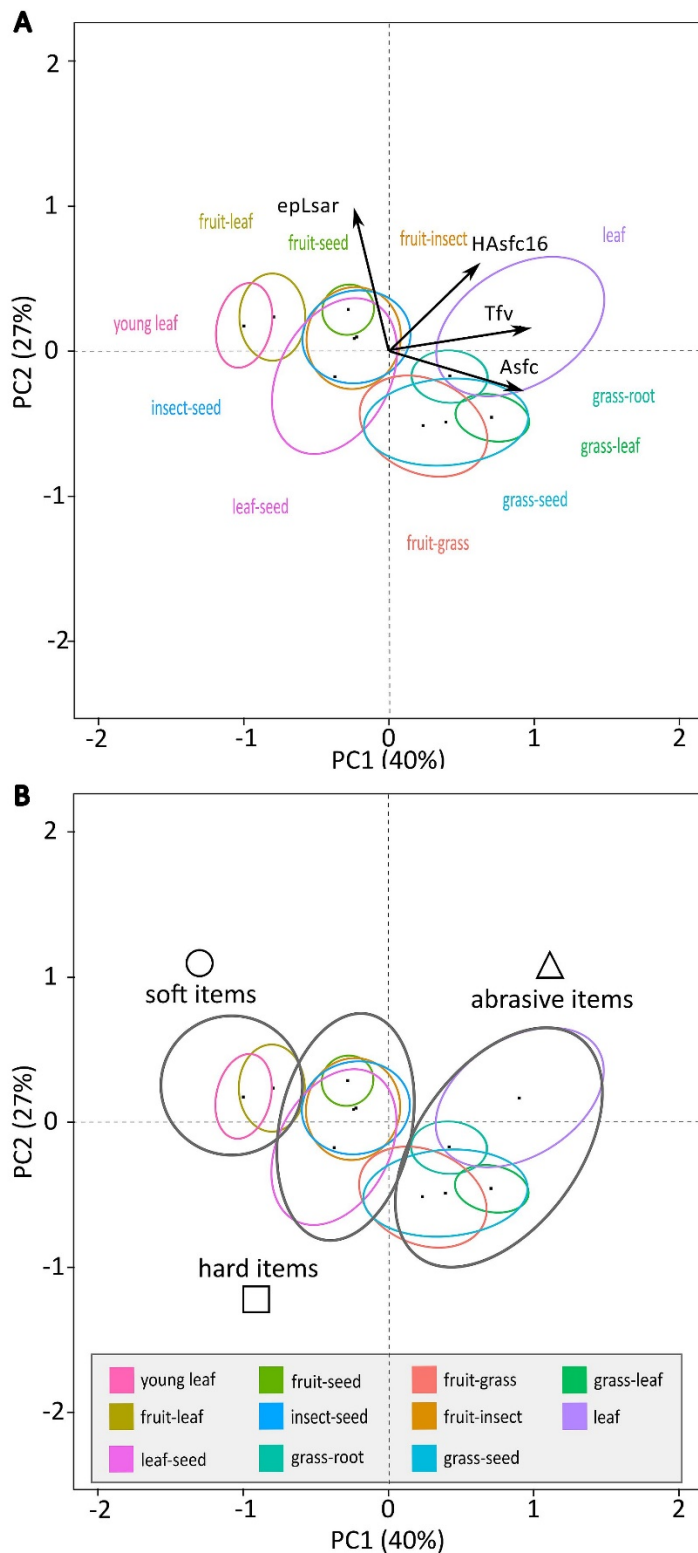 A
2
epLsar
fruit-leaf
fruit-seed
fruit-insect
HAsfc16
leaf
1
Tfv
young leaf
0
Asfc
PC2 (27%)
insect-seed
grass-root
grass-leaf
leaf-seed
grass-seed
-1
fruit-grass
-2
-2 -1 0 1 2
PC1 (40%)
B
2
1
soft items
abrasive items
PC2 (27%)
0
-1
hard items
young leaf fruit-seed fruit-grass grass-leaf
fruit-leaf insect-seed fruit-insect leaf
leaf-seed grass-root grass-seed
-2
-2 -1 0 1 2
PC1 (40%)